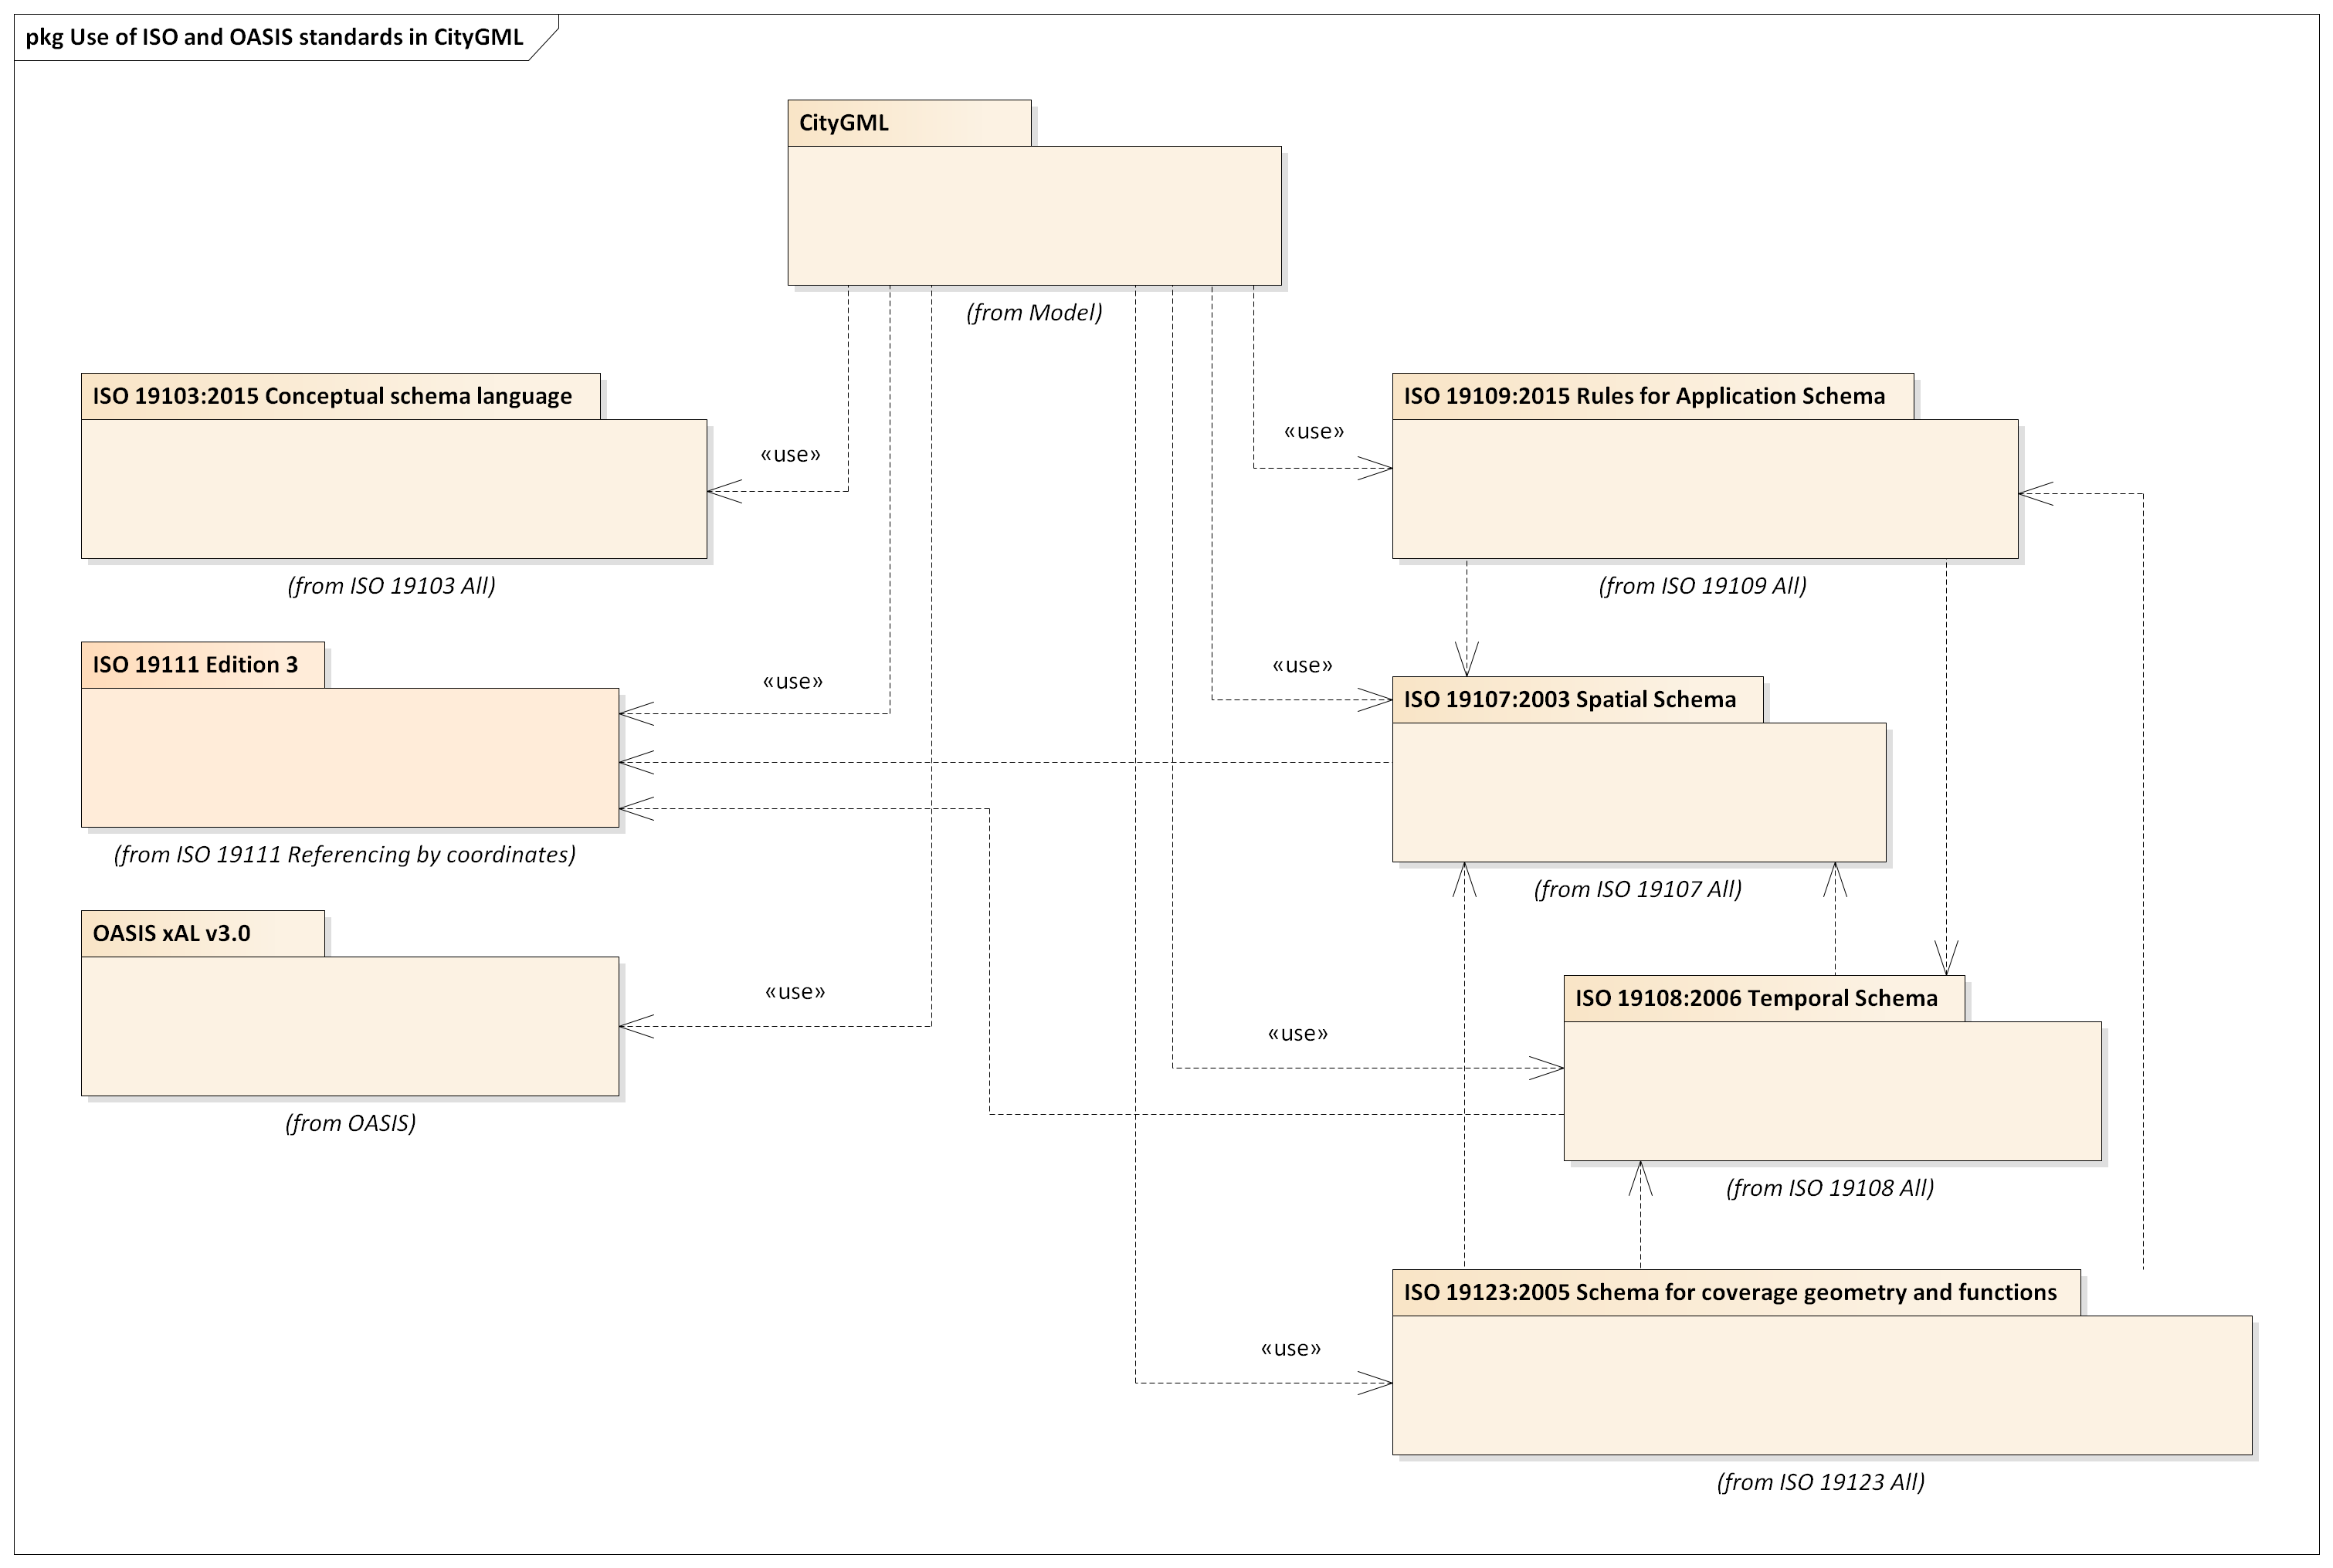 pkg Use of ISO and OASIS standards in CityGML
CityGML
(from Model)
ISO 19103:2015 Conceptual schema language
«use»
(from ISO 19103 All)
ISO 19109:2015 Rules for Application Schema
«use»
(from ISO 19109 All)
ISO 19111 Edition 3
«use»
(from ISO 19111 Referencing by coordinates)
ISO 19107:2003 Spatial Schema
«use»
(from ISO 19107 All)
OASIS xAL v3.0
«use»
(from OASIS)
ISO 19108:2006 Temporal Schema
«use»
(from ISO 19108 All)
ISO 19123:2005 Schema for coverage geometry and functions
«use»
(from ISO 19123 All)